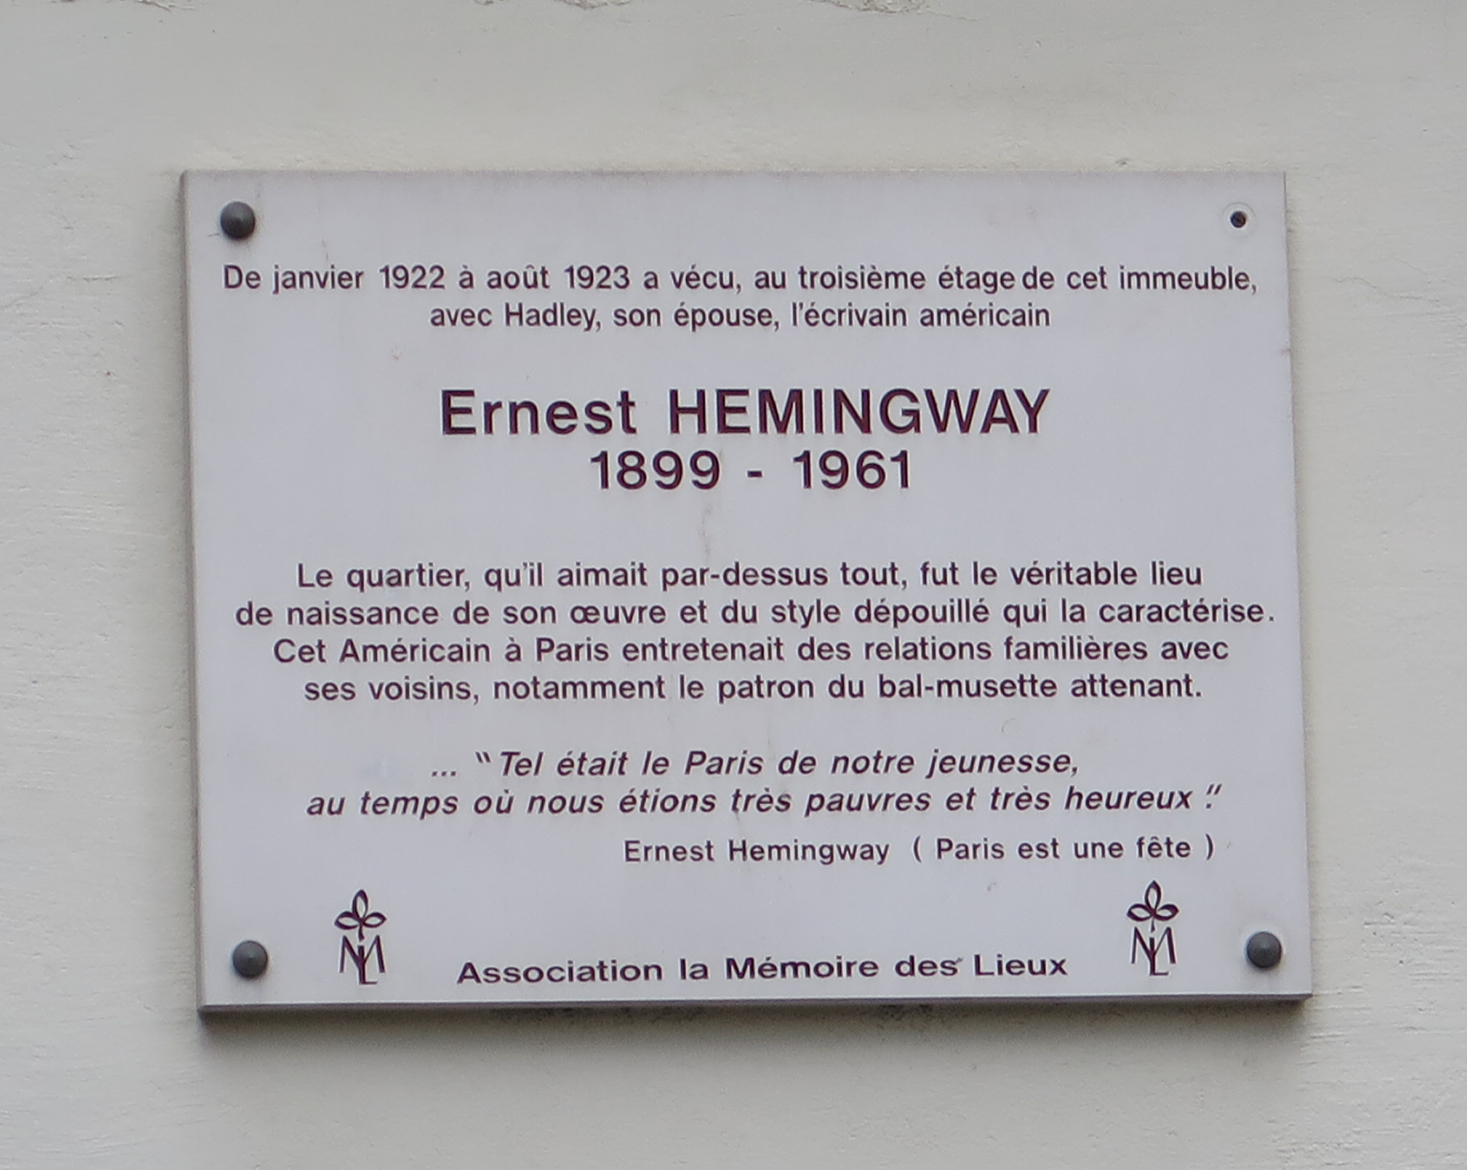 De janvier 1922 à août 1923 a vécu, au troisième étage de cet immeuble,
avec Hadley, son épouse, l'écrivain américain
Ernest HEMINGWAY
1899 - 1961
Le quartier, qu'il aimait par-dessus tout, fut le véritable lieu
de naissance de son œuvre et du style dépouillé qui la caractérise.
Cet Américain à Paris entretenait des relations familières avec
ses voisins, notamment le patron du bal-musette attenant.
... "Tel était le Paris de notre jeunesse,
au temps où nous étions très pauvres et très heureux."
Ernest Hemingway ( Paris est une fête )
Association la Mémoire des Lieux